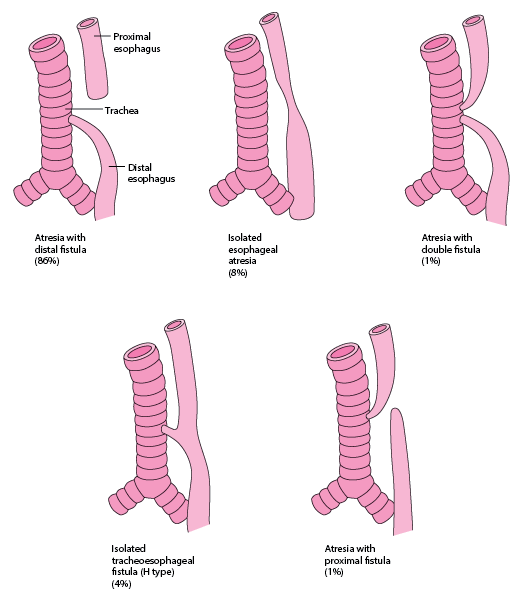 Proximal
esophagus
Trachea
Distal
esophagus
Atresia with
distal fistula
(86%)
Isolated
esophageal
atresia
(8%)
Atresia with
double fistula
(1%)
Isolated
tracheoesophageal
fistula (H type)
(4%)
Atresia with
proximal fistula
(1%)